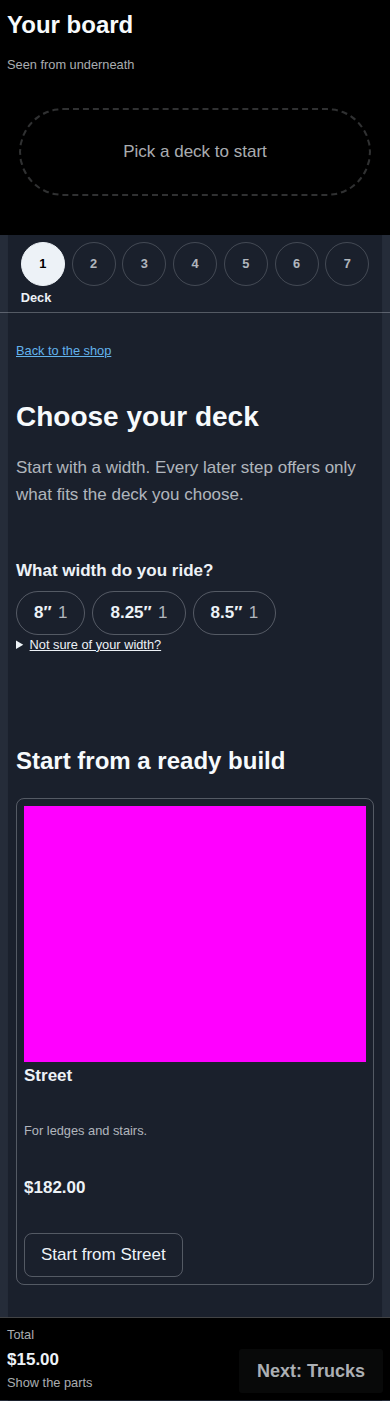 Your board
Seen from underneath
Pick a deck to start
1 2 3 4 5 6 7
Deck
Back to the shop
Choose your deck
Start with a width. Every later step offers only
what fits the deck you choose.
What width do you ride?
8″ 1 8.25″ 1 8.5″ 1
Not sure of your width?
Start from a ready build
Street
For ledges and stairs.
$182.00
Start from Street
Total
$15.00
Show the parts
Next: Trucks